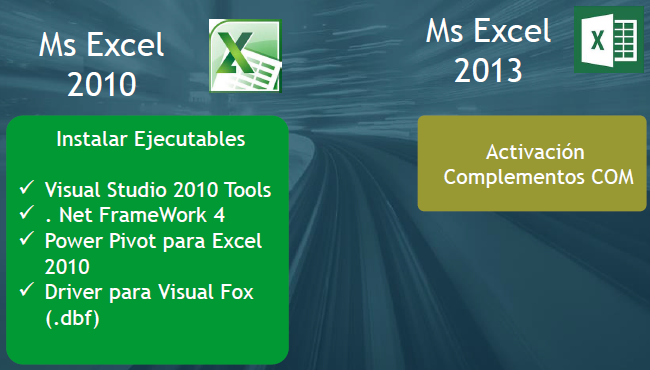 Ms Excel
2010
Instalar Ejecutables
✓ Visual Studio 2010 Tools
✓ . Net FrameWork 4
✓ Power Pivot para Excel
2010
✓ Driver para Visual Fox
(.dbf)
Ms Excel
2013
Activación
Complementos COM